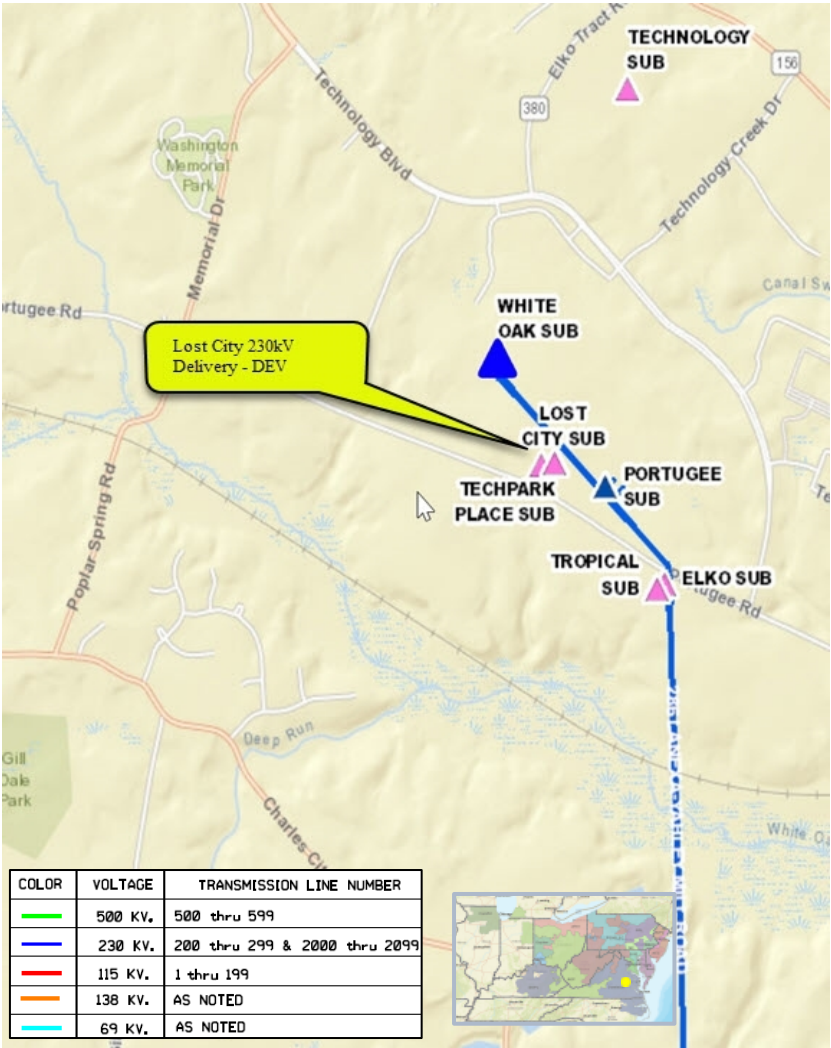 TECHNOLOGY
SUB
Elko Tract R
156
380
Technology Blvd
Technology Creek Dr
Washington
Memorial
Park
Memorial Dr
Canal Sw
rtugee Rd
WHITE
OAK SUB
Lost City 230kV
Delivery - DEV
LOST
CITY SUB
PORTUGEE
SUB
TECHPARK
PLACE SUB
Te
Poplar Spring Rd
TROPICAL
SUB
ELKO SUB
P
tugee Rd
Deep Run
Gill
Dale
Park
Charles Cit
White Oa
COLOR VOLTAGE TRANSMISSION LINE NUMBER
500 KV. 500 thru 599
230 KV. 200 thru 299 & 2000 thru 2099
115 KV. 1 thru 199
138 KV. AS NOTED
69 KV. AS NOTED